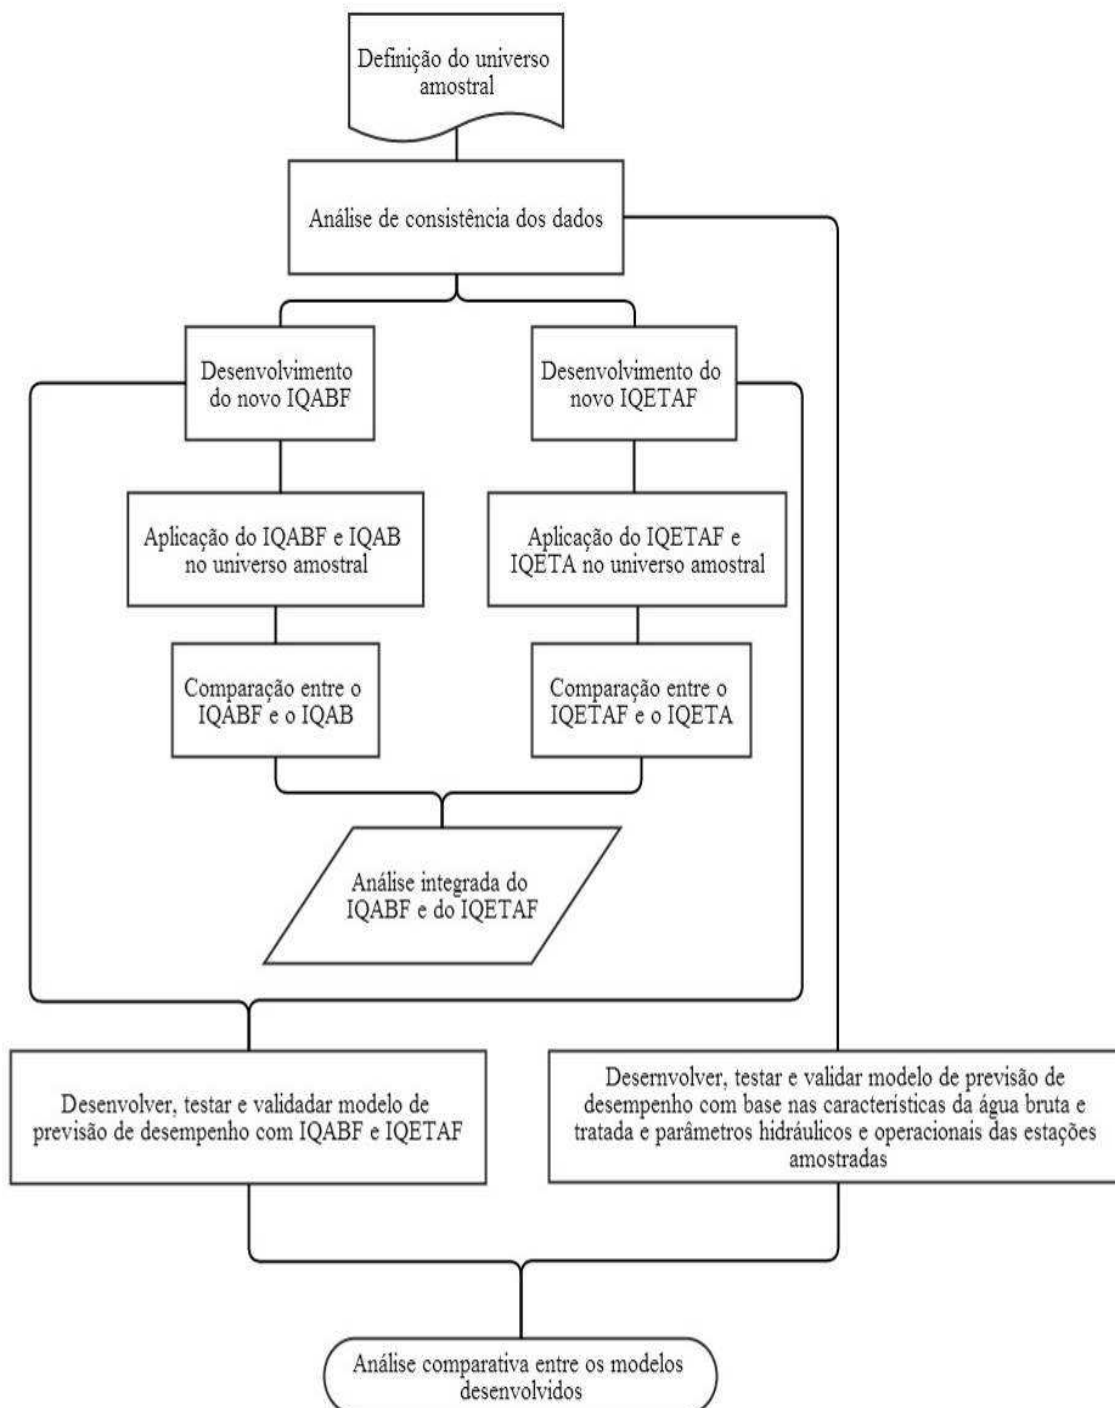 Definição do universo
amostral
Análise de consistência dos dados
Desenvolvimento
do novo IQABF
Desenvolvimento do
novo IQETAF
Aplicação do IQABF e IQAB
no universo amostral
Aplicação do IQETAF e
IQETA no universo amostral
Comparação entre o
IQABF e o IQAB
Comparação entre o
IQETAF e o IQETA
Análise integrada do
IQABF e do IQETAF
Desenvolver, testar e validadar modelo de
previsão de desempenho com IQABF e IQETAF
Desernvolver, testar e validar modelo de previsão de
desempenho com base nas características da água bruta e
tratada e parâmetros hidráulicos e operacionais das estações
amostradas
Análise comparativa entre os modelos
desenvolvidos